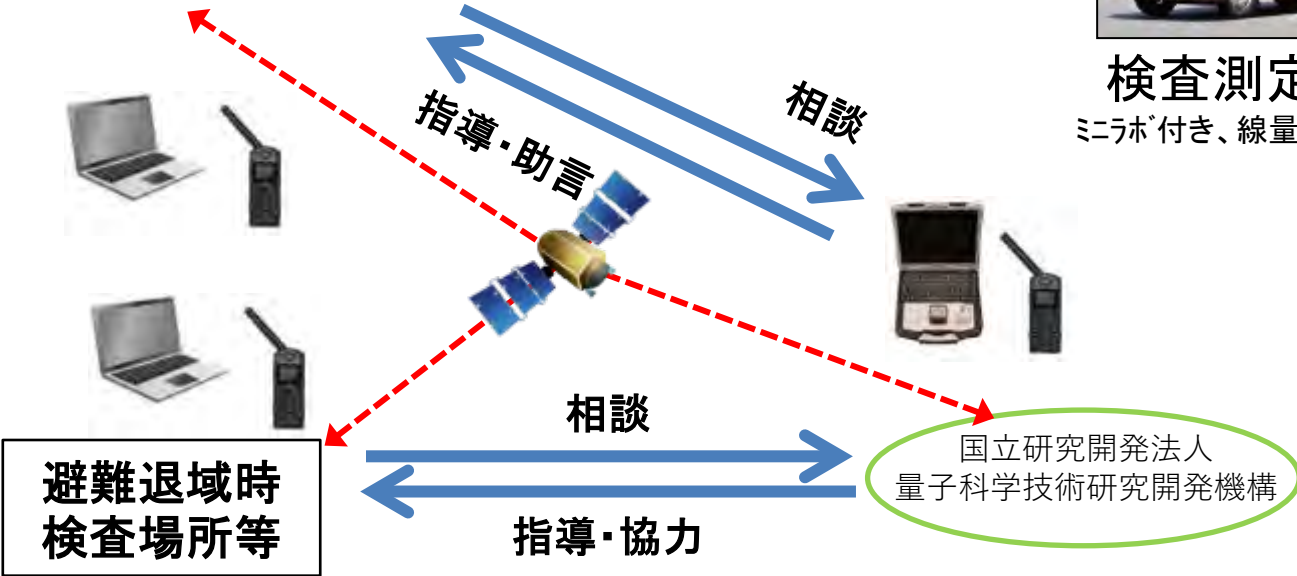 検査測定
ミニラボ付き、線量
相談
指導・助言
相談
国立研究開発法人
量子科学技術研究開発機構
避難退域時
検査場所等
指導・協力